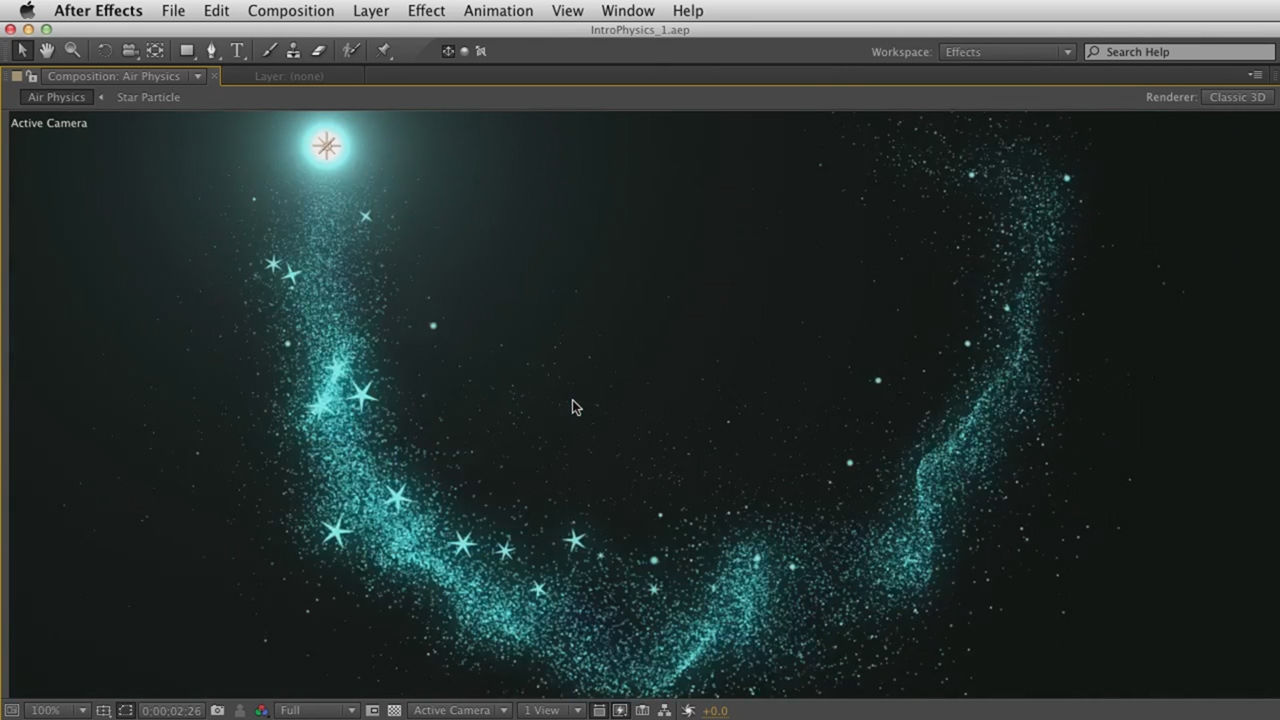 After Effects File Edit Composition Layer Effect Animation View Window Help
IntroPhysics_1.aep
T Workspace: Effects Search Help
Composition: Air Physics Layer: (none)
Air Physics Star Particle Renderer: Classic 3D
Active Camera
100% 0;00;02;26 Full Active Camera 1 View +0.0